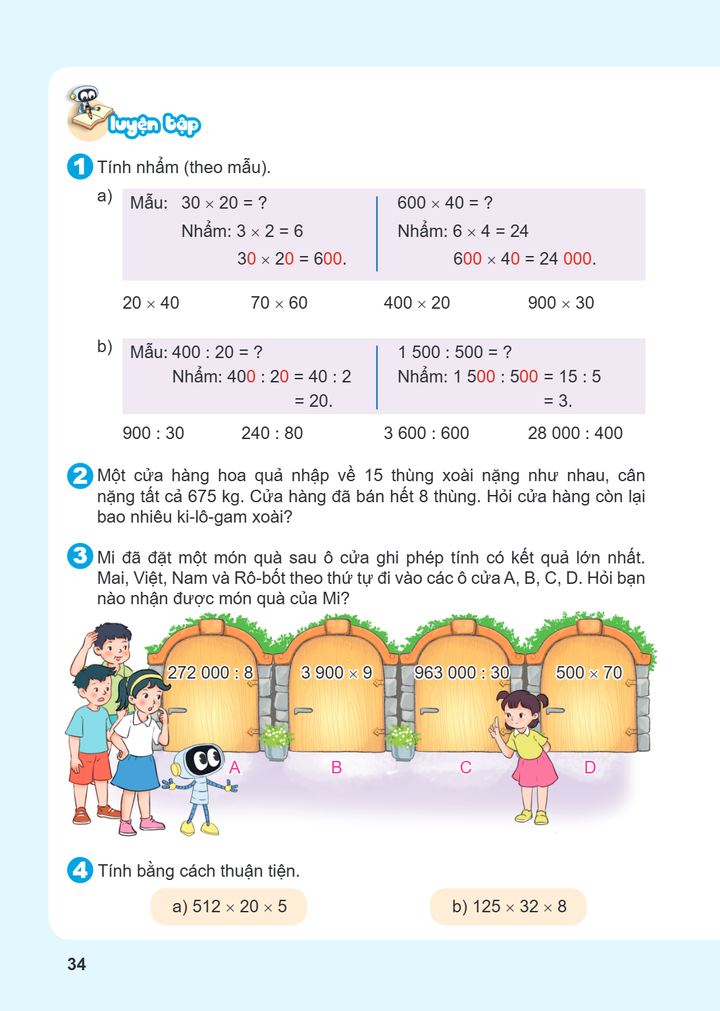 Luyện tập
1 Tính nhẩm (theo mẫu).
a)
Mẫu: 30 × 20 = ?
Nhẩm: 3 × 2 = 6
30 × 20 = 600.
600 × 40 = ?
Nhẩm: 6 × 4 = 24
600 × 40 = 24 000.
20 × 40 70 × 60 400 × 20 900 × 30
b)
Mẫu: 400 : 20 = ?
Nhẩm: 400 : 20 = 40 : 2
= 20.
1 500 : 500 = ?
Nhẩm: 1 500 : 500 = 15 : 5
= 3.
900 : 30 240 : 80 3 600 : 600 28 000 : 400
2 Một cửa hàng hoa quả nhập về 15 thùng xoài nặng như nhau, cân
nặng tất cả 675 kg. Cửa hàng đã bán hết 8 thùng. Hỏi cửa hàng còn lại
bao nhiêu ki-lô-gam xoài?
3 Mi đã đặt một món quà sau ô cửa ghi phép tính có kết quả lớn nhất.
Mai, Việt, Nam và Rô-bốt theo thứ tự đi vào các ô cửa A, B, C, D. Hỏi bạn
nào nhận được món quà của Mi?
272 000 : 8 3 900 × 9 963 000 : 30 500 × 70
A B C D
4 Tính bằng cách thuận tiện.
a) 512 × 20 × 5 b) 125 × 32 × 8
34